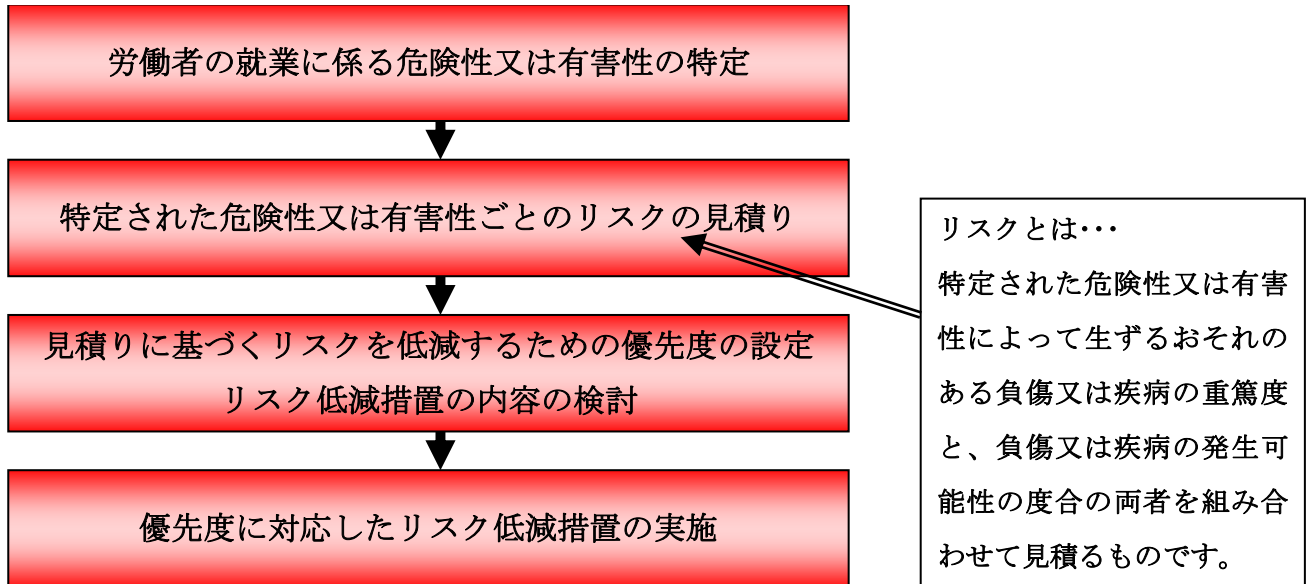 労働者の就業に係る危険性又は有害性の特定
特定された危険性又は有害性ごとのリスクの見積り
見積りに基づくリスクを低減するための優先度の設定
リスク低減措置の内容の検討
優先度に対応したリスク低減措置の実施
リスクとは･･･
特定された危険性又は有害
性によって生ずるおそれの
ある負傷又は疾病の重篤度
と、負傷又は疾病の発生可
能性の度合の両者を組み合
わせて見積るものです。